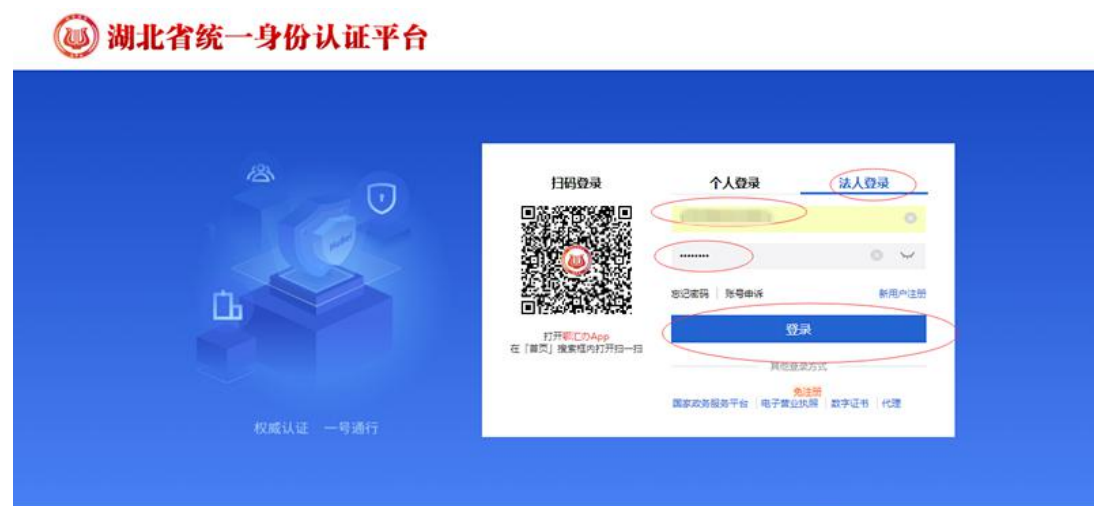 湖北省统一身份认证平台
扫码登录
个人登录
法人登录
········
忘记密码 | 账号申诉
新用户注册
登录
打开鄂汇办App
在「首页」搜索框内打开扫一扫
其他登录方式
免注册
国家政务服务平台 | 电子营业执照 | 数字证书 | 代理
权威认证 一号通行